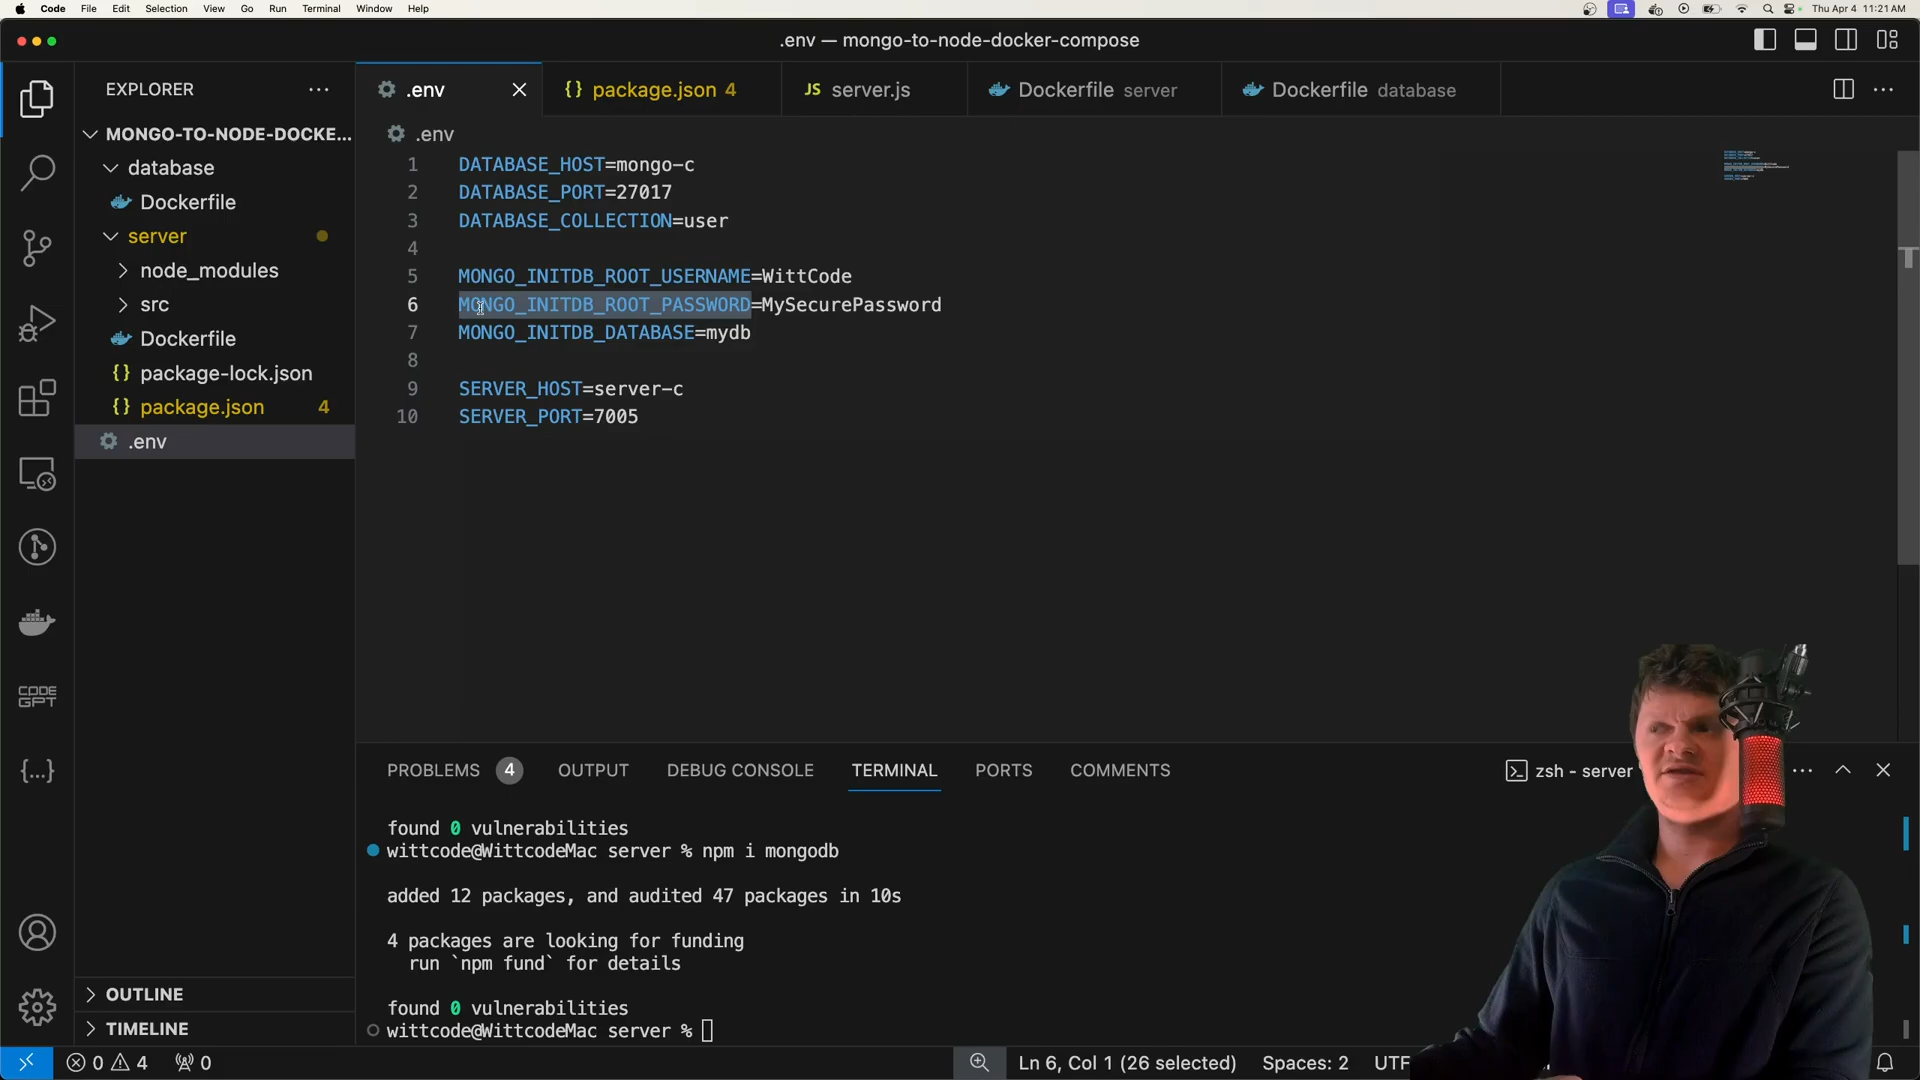 Code File Edit Selection View Go Run Terminal Window Help
Thu Apr 4 11:21 AM
.env — mongo-to-node-docker-compose
EXPLORER
MONGO-TO-NODE-DOCKE...
database
Dockerfile
server
node_modules
src
Dockerfile
package-lock.json
package.json 4
.env
OUTLINE
TIMELINE
CODE
GPT
.env
package.json 4
JS server.js
Dockerfile server
Dockerfile database
.env
1 DATABASE_HOST=mongo-c
2 DATABASE_PORT=27017
3 DATABASE_COLLECTION=user
4
5 MONGO_INITDB_ROOT_USERNAME=WittCode
6 MONGO_INITDB_ROOT_PASSWORD=MySecurePassword
7 MONGO_INITDB_DATABASE=mydb
8
9 SERVER_HOST=server-c
10 SERVER_PORT=7005
PROBLEMS 4 OUTPUT DEBUG CONSOLE TERMINAL PORTS COMMENTS
zsh - server
found 0 vulnerabilities
wittcode@WittcodeMac server % npm i mongodb
added 12 packages, and audited 47 packages in 10s
4 packages are looking for funding
run `npm fund` for details
found 0 vulnerabilities
wittcode@WittcodeMac server %
0 4 0
Ln 6, Col 1 (26 selected) Spaces: 2 UTF